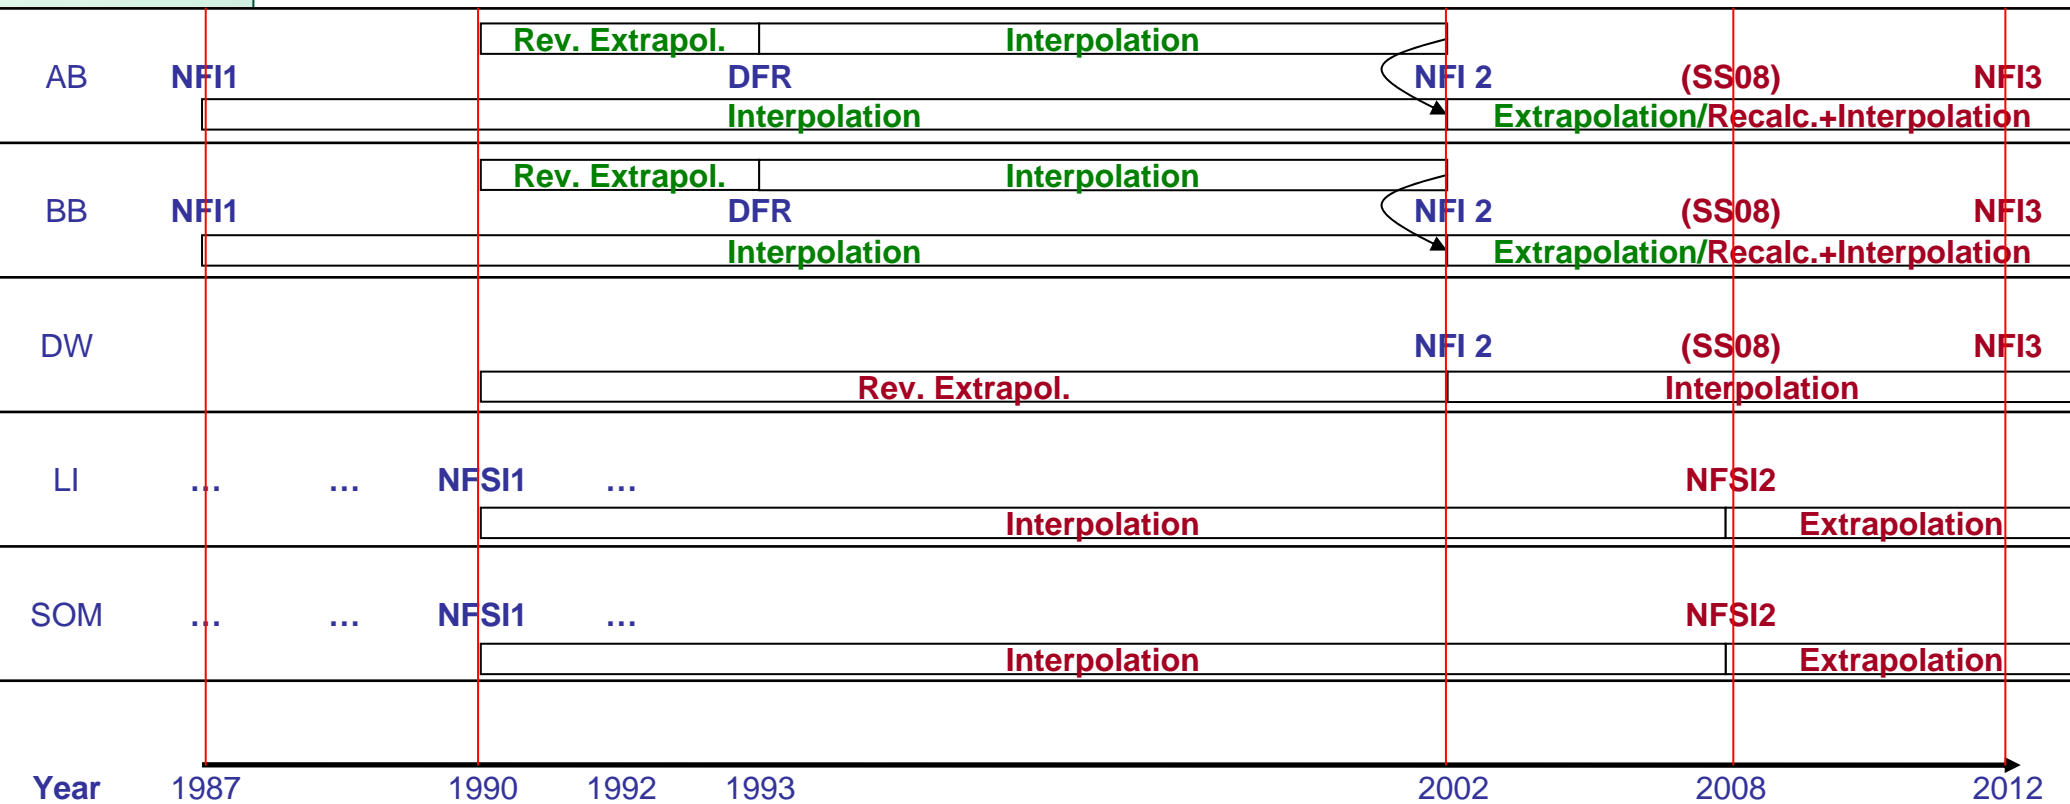 Rev. Extrapol. Interpolation
AB NFI1 DFR NFI 2 (SS08) NFI3
Interpolation Extrapolation/Recalc.+Interpolation
Rev. Extrapol. Interpolation
BB NFI1 DFR NFI 2 (SS08) NFI3
Interpolation Extrapolation/Recalc.+Interpolation
DW NFI 2 (SS08) NFI3
Rev. Extrapol. Interpolation
LI ... ... NFSI1 ... NFSI2
Interpolation Extrapolation
SOM ... ... NFSI1 ... NFSI2
Interpolation Extrapolation
Year 1987 1990 1992 1993 2002 2008 2012